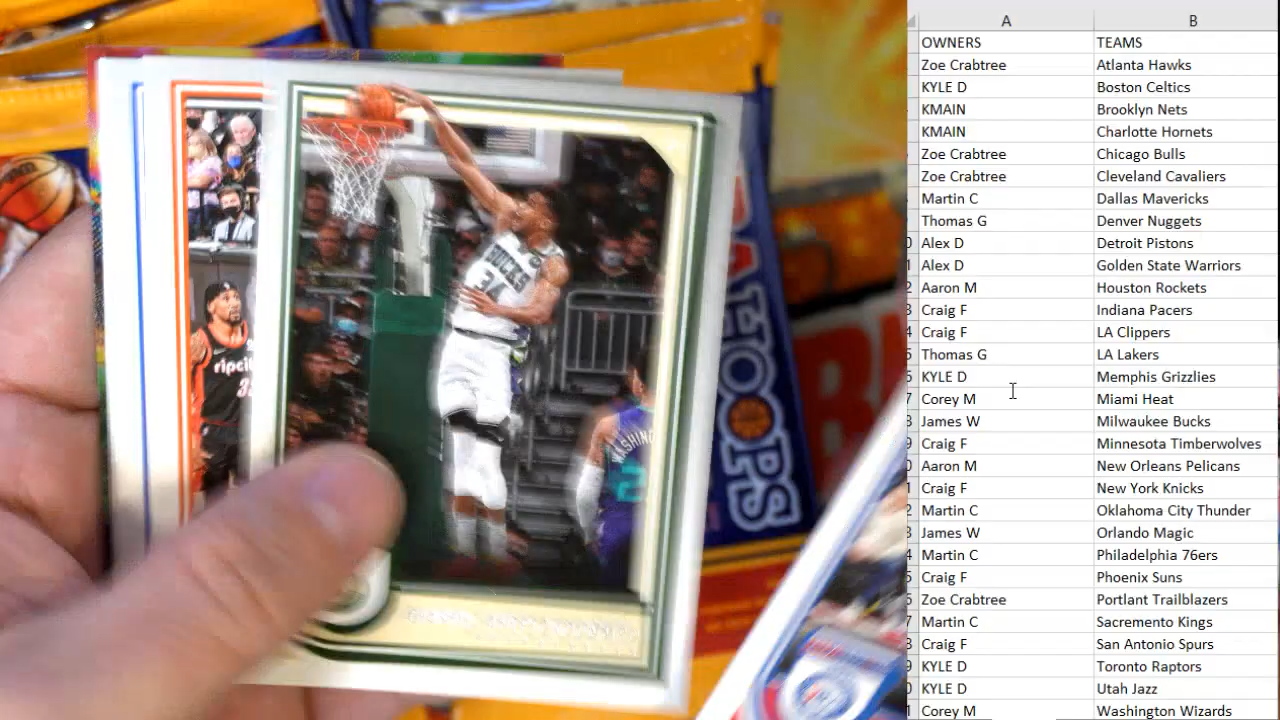 A B
OWNERS TEAMS
Zoe Crabtree Atlanta Hawks
KYLE D Boston Celtics
KMAIN Brooklyn Nets
KMAIN Charlotte Hornets
Zoe Crabtree Chicago Bulls
Zoe Crabtree Cleveland Cavaliers
Martin C Dallas Mavericks
Thomas G Denver Nuggets
Alex D Detroit Pistons
Alex D Golden State Warriors
Aaron M Houston Rockets
Craig F Indiana Pacers
Craig F LA Clippers
Thomas G LA Lakers
KYLE D Memphis Grizzlies
Corey M Miami Heat
James W Milwaukee Bucks
Craig F Minnesota Timberwolves
Aaron M New Orleans Pelicans
Craig F New York Knicks
Martin C Oklahoma City Thunder
James W Orlando Magic
Martin C Philadelphia 76ers
Craig F Phoenix Suns
Zoe Crabtree Portlant Trailblazers
Martin C Sacremento Kings
Craig F San Antonio Spurs
KYLE D Toronto Raptors
KYLE D Utah Jazz
Corey M Washington Wizards
BUCKS
34
ripcit
WASHING
HOOPS